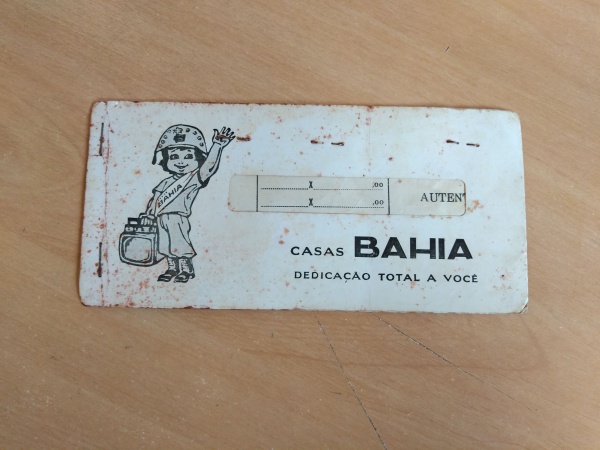 BAHIA
X ,00
X ,00
AUTEN
CASAS BAHIA
DEDICAÇÃO TOTAL A VOCÊ